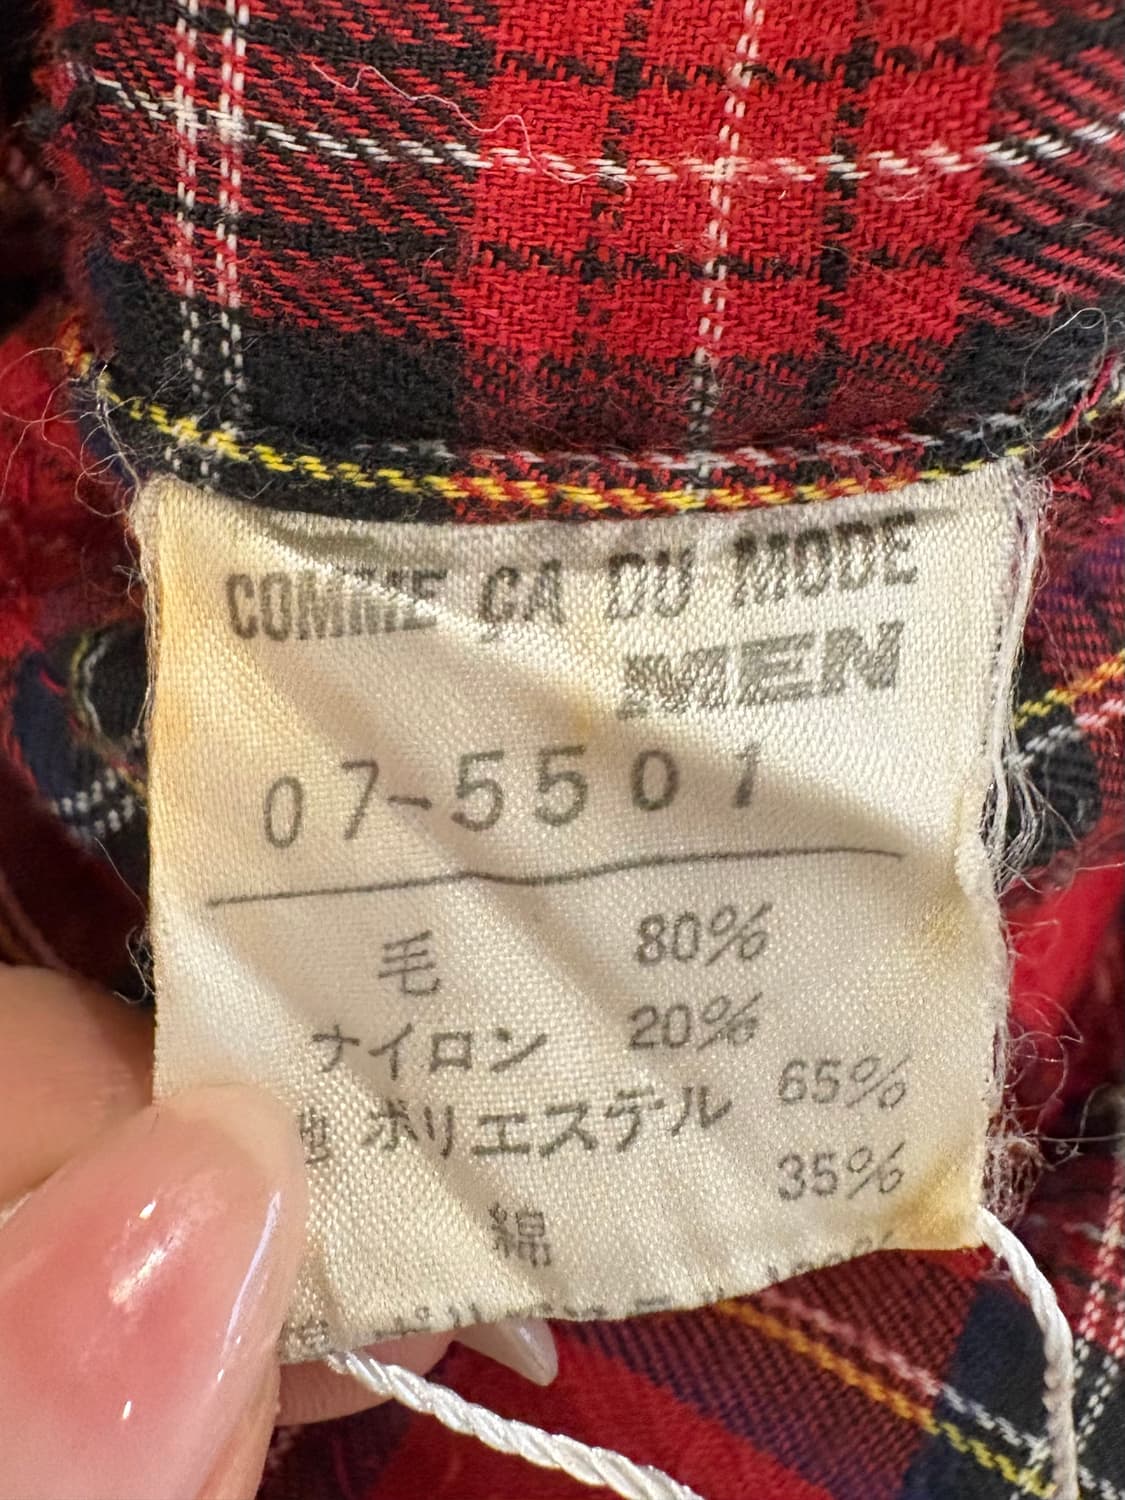 COMME ÇA DU MODE
MEN
07-5501
毛 80%
ナイロン 20%
地 ポリエステル 65%
綿 35%